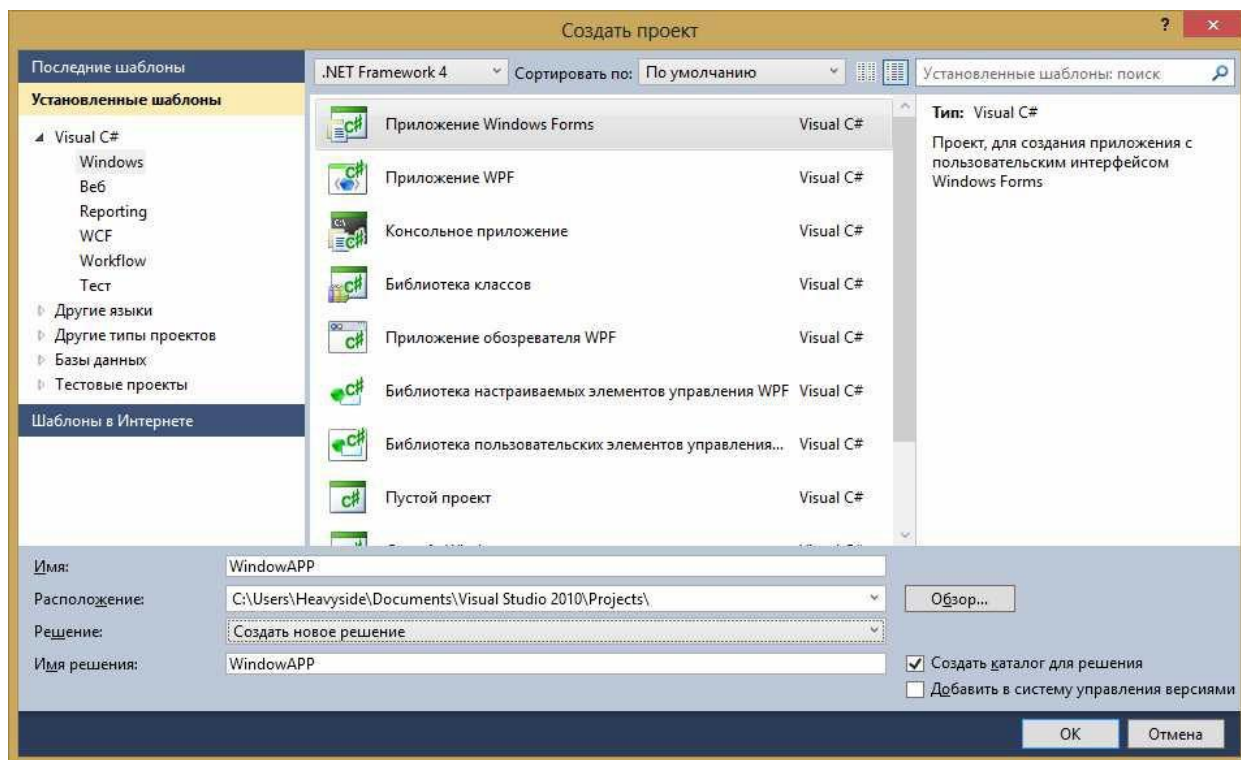 Создать проект
?
×
Последние шаблоны
Установленные шаблоны
Visual C#
Windows
Веб
Reporting
WCF
Workflow
Тест
Другие языки
Другие типы проектов
Базы данных
Тестовые проекты
Шаблоны в Интернете
.NET Framework 4
Сортировать по: По умолчанию
Приложение Windows Forms Visual C#
Приложение WPF Visual C#
Консольное приложение Visual C#
Библиотека классов Visual C#
Приложение обозревателя WPF Visual C#
Библиотека настраиваемых элементов управления WPF Visual C#
Библиотека пользовательских элементов управления... Visual C#
Пустой проект Visual C#
Установленные шаблоны: поиск
Тип: Visual C#
Проект, для создания приложения с
пользовательским интерфейсом
Windows Forms
Имя: WindowAPP
Расположение: C:\Users\Heavyside\Documents\Visual Studio 2010\Projects\
Обзор...
Решение: Создать новое решение
Имя решения: WindowAPP
Создать каталог для решения
Добавить в систему управления версиями
ОК
Отмена